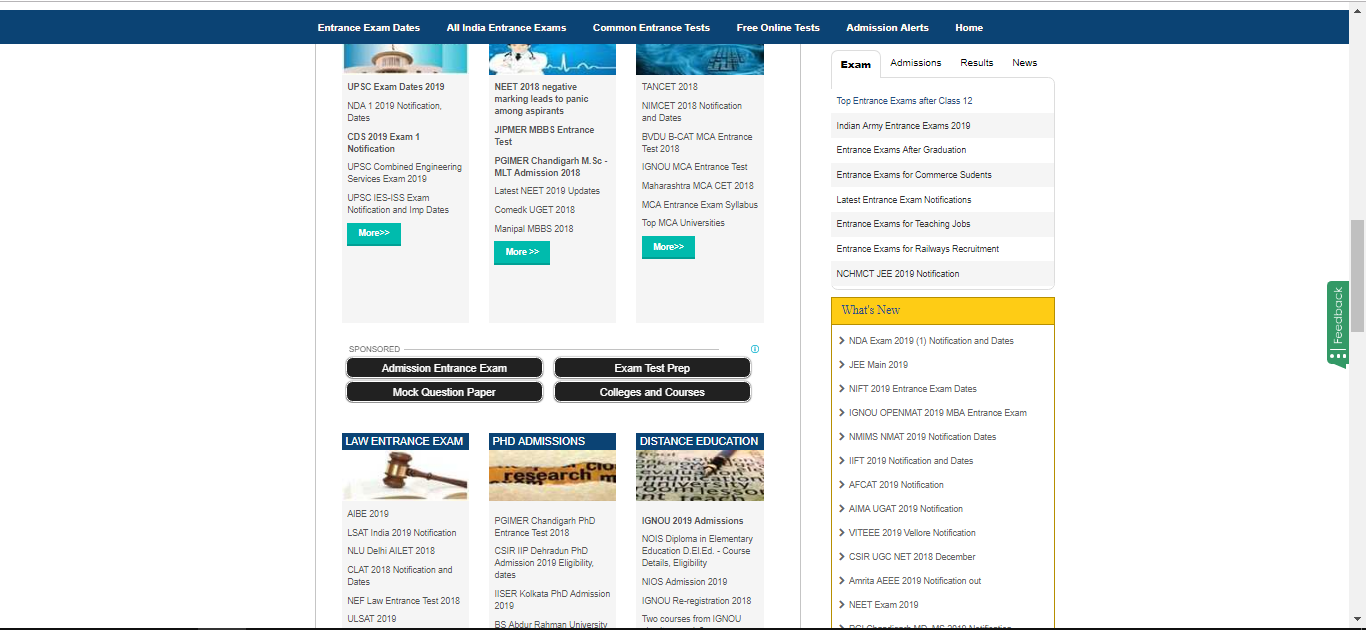 Entrance Exam Dates All India Entrance Exams Common Entrance Tests Free Online Tests Admission Alerts Home
UPSC Exam Dates 2019
NDA 1 2019 Notification,
Dates
CDS 2019 Exam 1
Notification
UPSC Combined Engineering
Services Exam 2019
UPSC IES-ISS Exam
Notification and Imp Dates
More>>
NEET 2018 negative
marking leads to panic
among aspirants
JIPMER MBBS Entrance
Test
PGIMER Chandigarh M.Sc -
MLT Admission 2018
Latest NEET 2019 Updates
Comedk UGET 2018
Manipal MBBS 2018
More >>
TANCET 2018
NIMCET 2018 Notification
and Dates
BVDU B-CAT MCA Entrance
Test 2018
IGNOU MCA Entrance Test
Maharashtra MCA CET 2018
MCA Entrance Exam Syllabus
Top MCA Universities
More>>
SPONSORED
Admission Entrance Exam
Exam Test Prep
Mock Question Paper
Colleges and Courses
LAW ENTRANCE EXAM
AIBE 2019
LSAT India 2019 Notification
NLU Delhi AILET 2018
CLAT 2018 Notification and
Dates
NEF Law Entrance Test 2018
ULSAT 2019
PHD ADMISSIONS
research
PGIMER Chandigarh PhD
Entrance Test 2018
CSIR IIP Dehradun PhD
Admission 2019 Eligibility,
dates
IISER Kolkata PhD Admission
2019
BS Abdur Rahman University
DISTANCE EDUCATION
university
IGNOU 2019 Admissions
NOIS Diploma in Elementary
Education D.El.Ed. - Course
Details, Eligibility
NIOS Admission 2019
IGNOU Re-registration 2018
Two courses from IGNOU
Exam Admissions Results News
Top Entrance Exams after Class 12
Indian Army Entrance Exams 2019
Entrance Exams After Graduation
Entrance Exams for Commerce Sudents
Latest Entrance Exam Notifications
Entrance Exams for Teaching Jobs
Entrance Exams for Railways Recruitment
NCHMCT JEE 2019 Notification
What's New
NDA Exam 2019 (1) Notification and Dates
JEE Main 2019
NIFT 2019 Entrance Exam Dates
IGNOU OPENMAT 2019 MBA Entrance Exam
NMIMS NMAT 2019 Notification Dates
IIFT 2019 Notification and Dates
AFCAT 2019 Notification
AIMA UGAT 2019 Notification
VITEEE 2019 Vellore Notification
CSIR UGC NET 2018 December
Amrita AEEE 2019 Notification out
NEET Exam 2019
PGI Chandigarh MD, MS 2019 Notification
Feedback